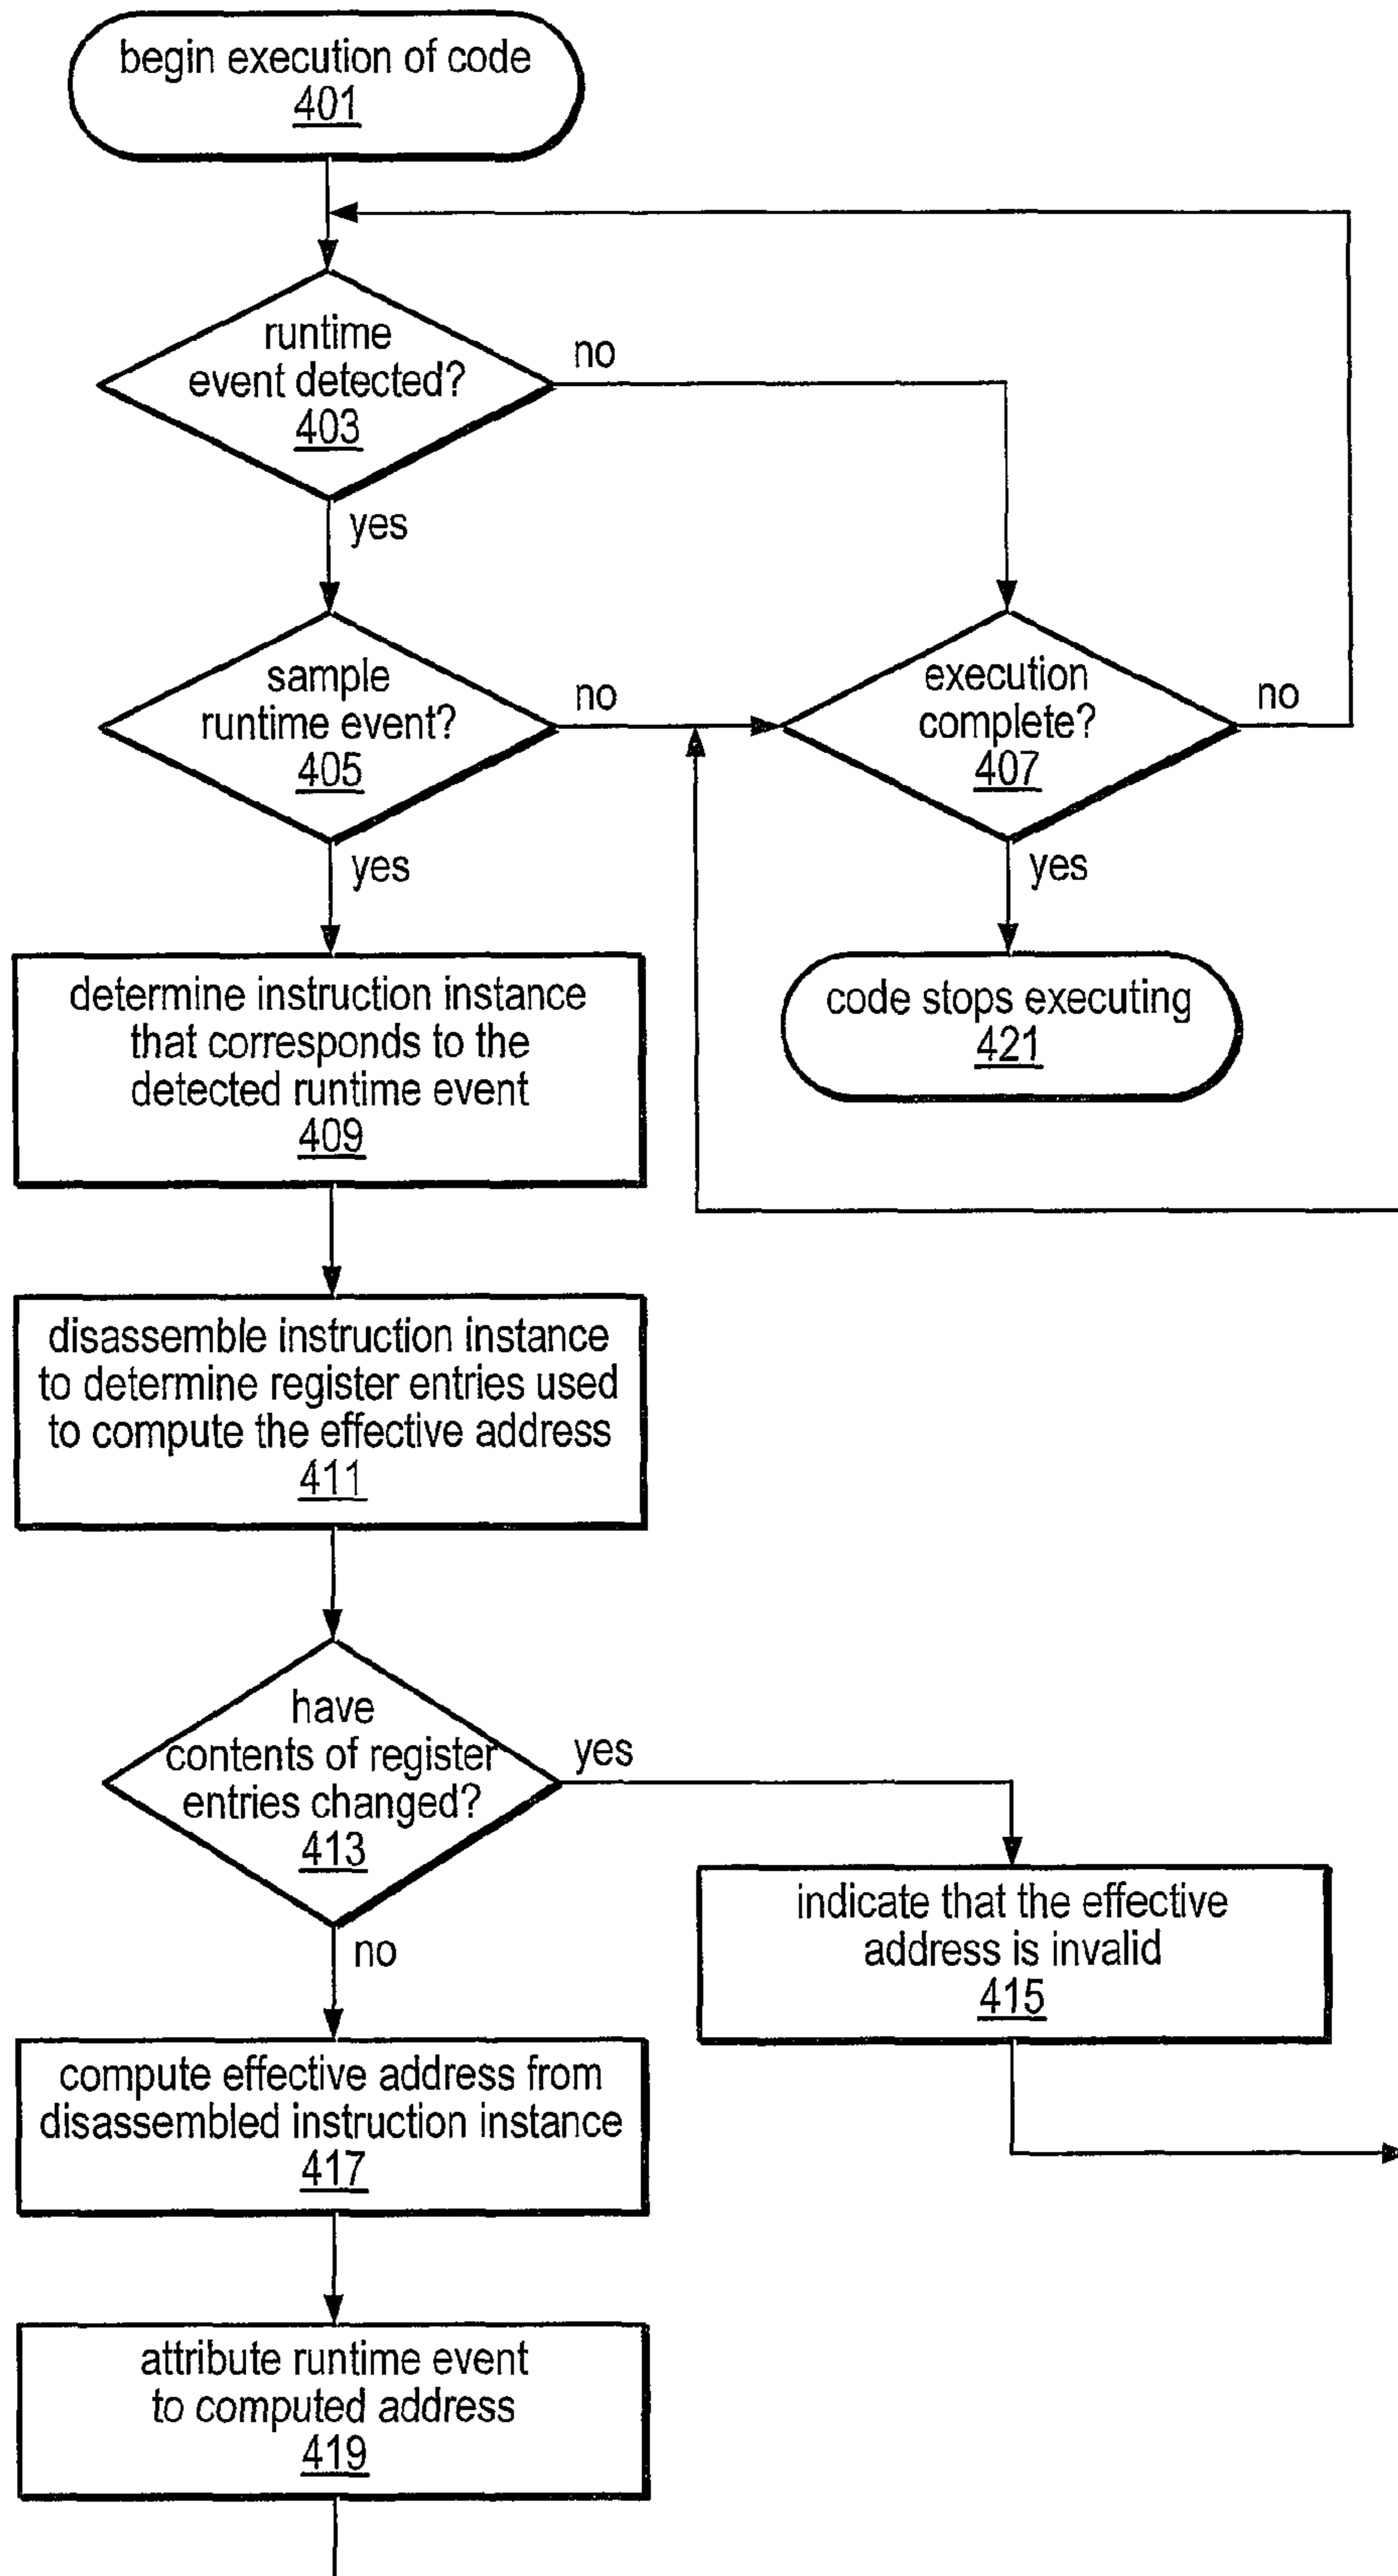 begin execution of code
401
runtime
event detected?
403
no
yes
sample
runtime event?
405
no
yes
execution
complete?
407
no
yes
code stops executing
421
determine instruction instance
that corresponds to the
detected runtime event
409
disassemble instruction instance
to determine register entries used
to compute the effective address
411
have
contents of register
entries changed?
413
yes
no
indicate that the effective
address is invalid
415
compute effective address from
disassembled instruction instance
417
attribute runtime event
to computed address
419